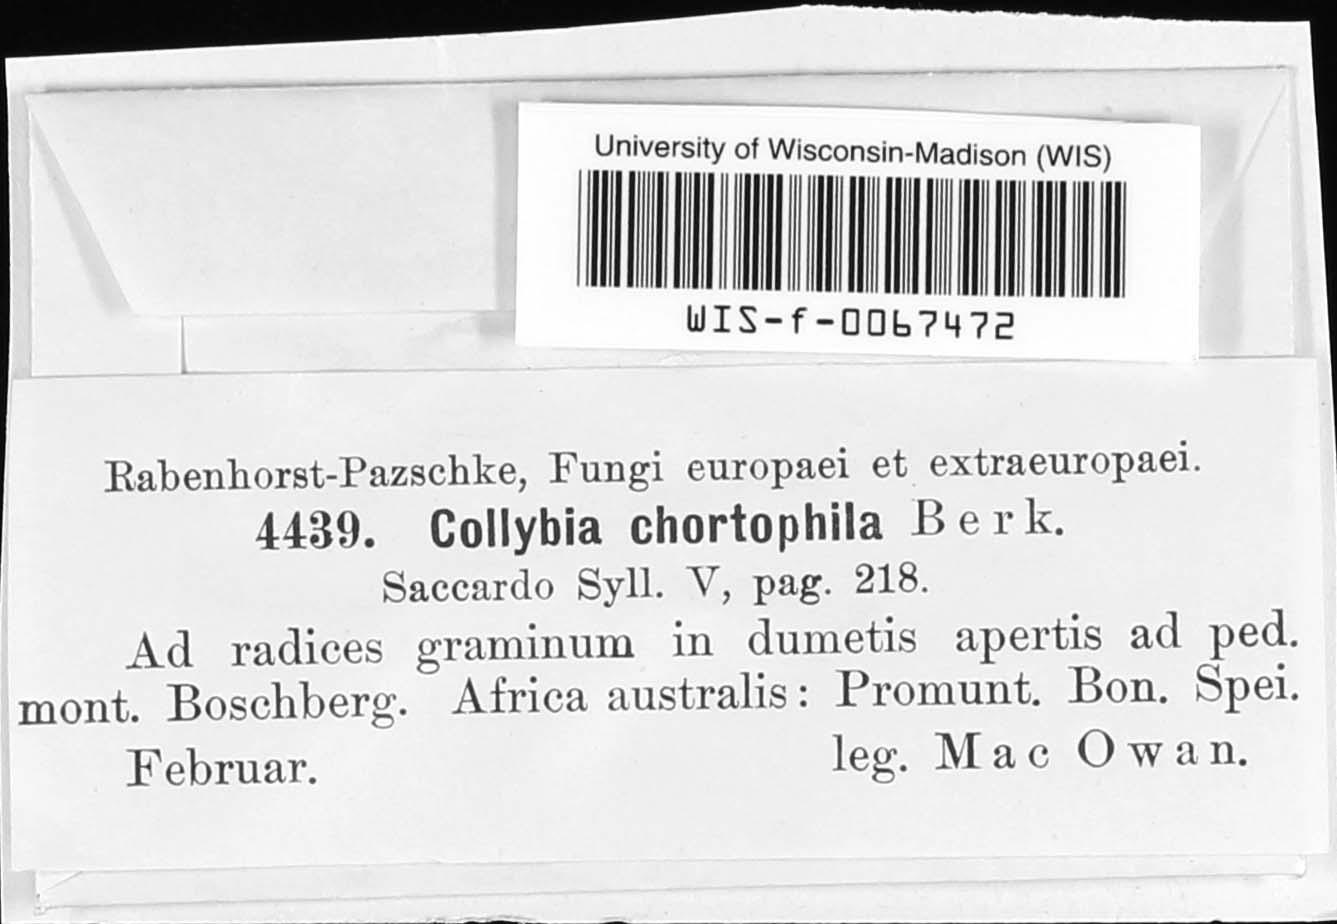 University of Wisconsin-Madison (WIS)
WIS-f-0067472
Rabenhorst-Pazschke, Fungi europaei et extraeuropaei.
4439. Collybia chortophila Berk.
Saccardo Syll. V, pag. 218.
Ad radices graminum in dumetis apertis ad ped.
mont. Boschberg. Africa australis: Promunt. Bon. Spei.
Februar. leg. Mac Owan.